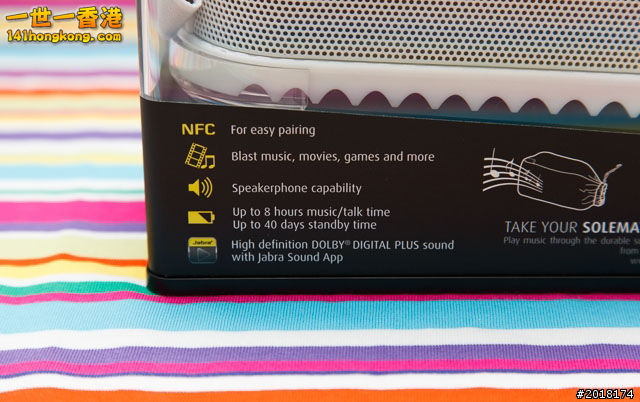 一世一香港
141hongkong.com
NFC For easy pairing
Blast music, movies, games and more
Speakerphone capability
Up to 8 hours music/talk time
Up to 40 days standby time
Jabra
High definition DOLBY® DIGITAL PLUS sound
with Jabra Sound App
TAKE YOUR SOLEMA
Play music through the durable
from
#2018174